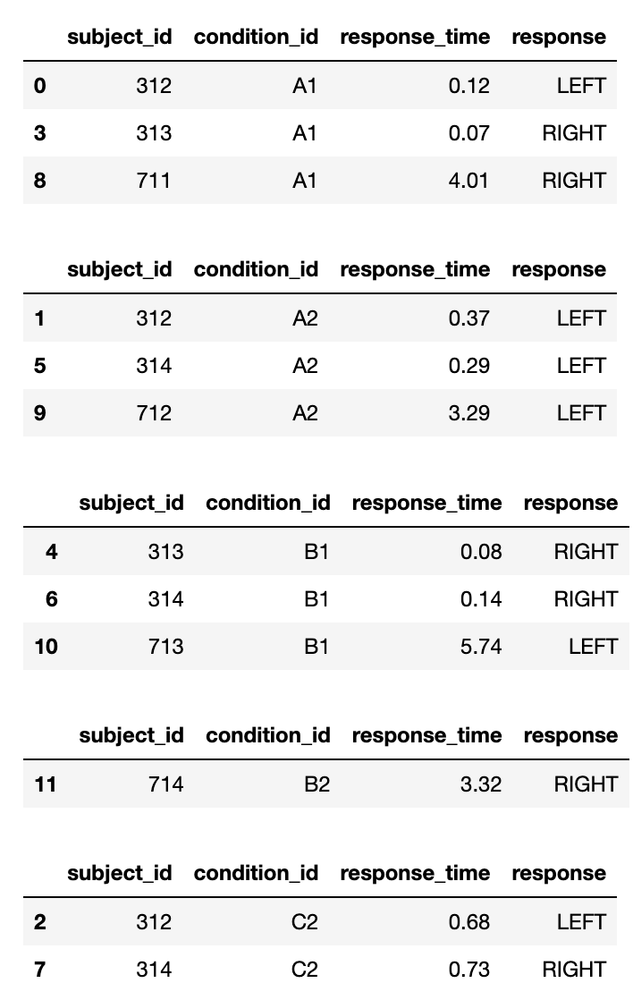 subject_id condition_id response_time response
0 312 A1 0.12 LEFT
3 313 A1 0.07 RIGHT
8 711 A1 4.01 RIGHT
subject_id condition_id response_time response
1 312 A2 0.37 LEFT
5 314 A2 0.29 LEFT
9 712 A2 3.29 LEFT
subject_id condition_id response_time response
4 313 B1 0.08 RIGHT
6 314 B1 0.14 RIGHT
10 713 B1 5.74 LEFT
subject_id condition_id response_time response
11 714 B2 3.32 RIGHT
subject_id condition_id response_time response
2 312 C2 0.68 LEFT
7 314 C2 0.73 RIGHT